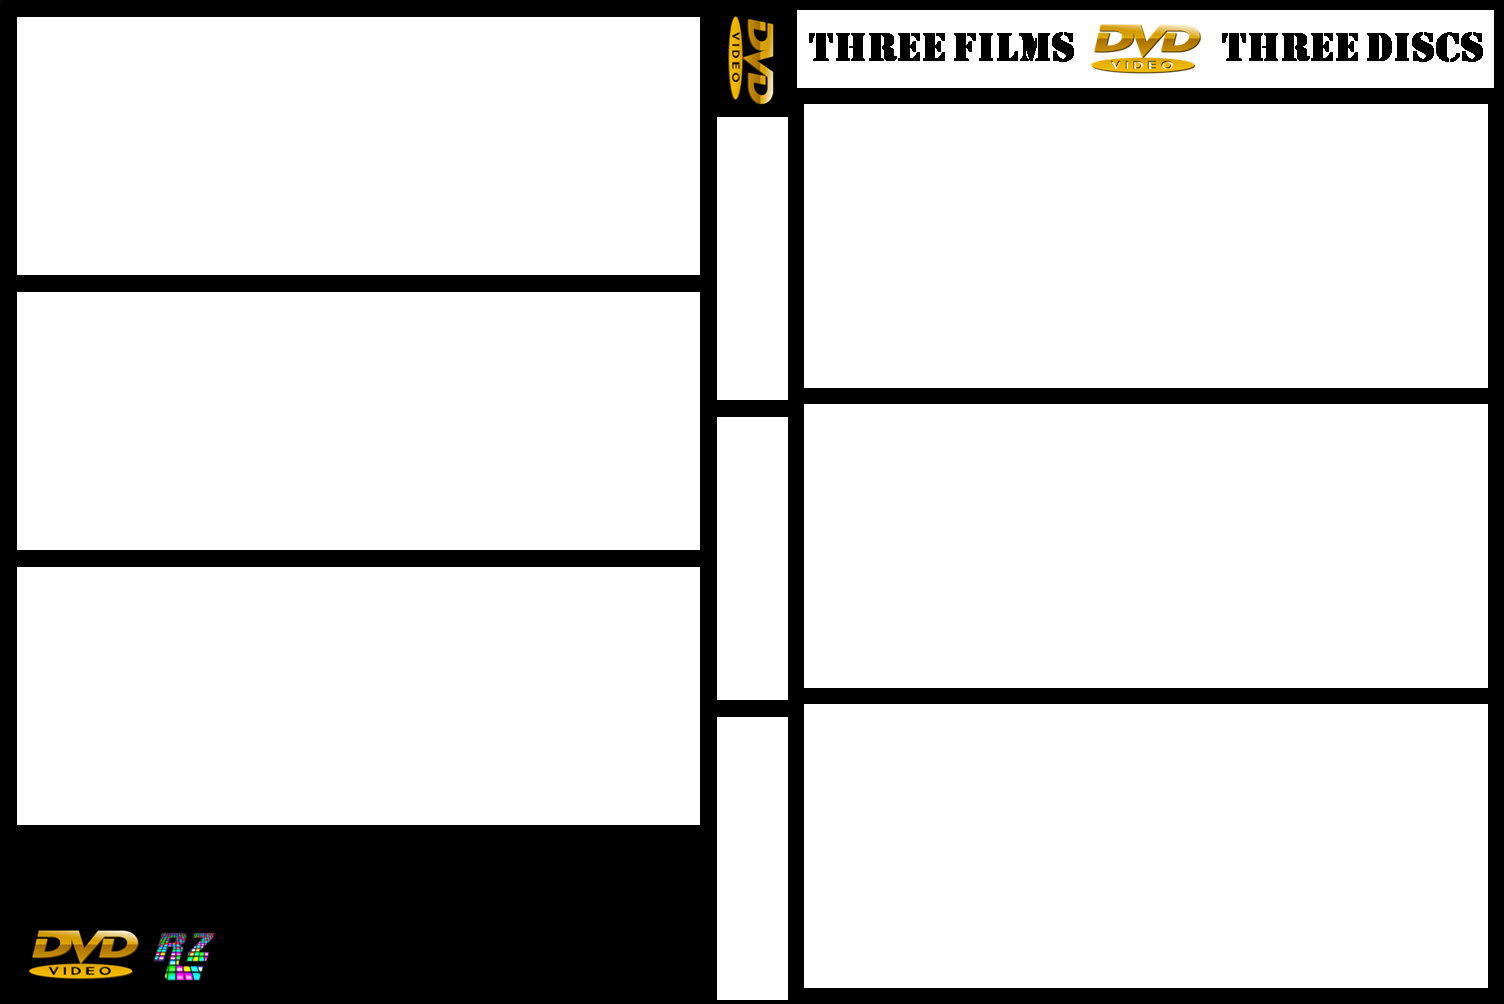 DVD
VIDEO
THREE FILMS
DVD
VIDEO
THREE DISCS
DVD
VIDEO